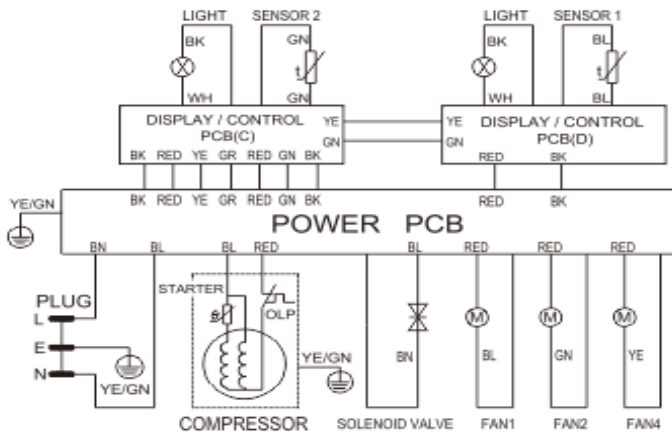 LIGHT SENSOR 2 LIGHT SENSOR 1
BK GN BK BL
t t
WH GN WH BL
DISPLAY / CONTROL PCB(C) YE YE DISPLAY / CONTROL PCB(D)
GN GN
BK RED YE GR RED GN BK RED BK
YE/GN BK RED YE GR RED GN BK RED BK
POWER PCB
BN BL BL RED BL RED RED RED
PLUG STARTER
L OLP M M M
E YE/GN BN BL GN YE
N YE/GN
COMPRESSOR SOLENOID VALVE FAN1 FAN2 FAN4